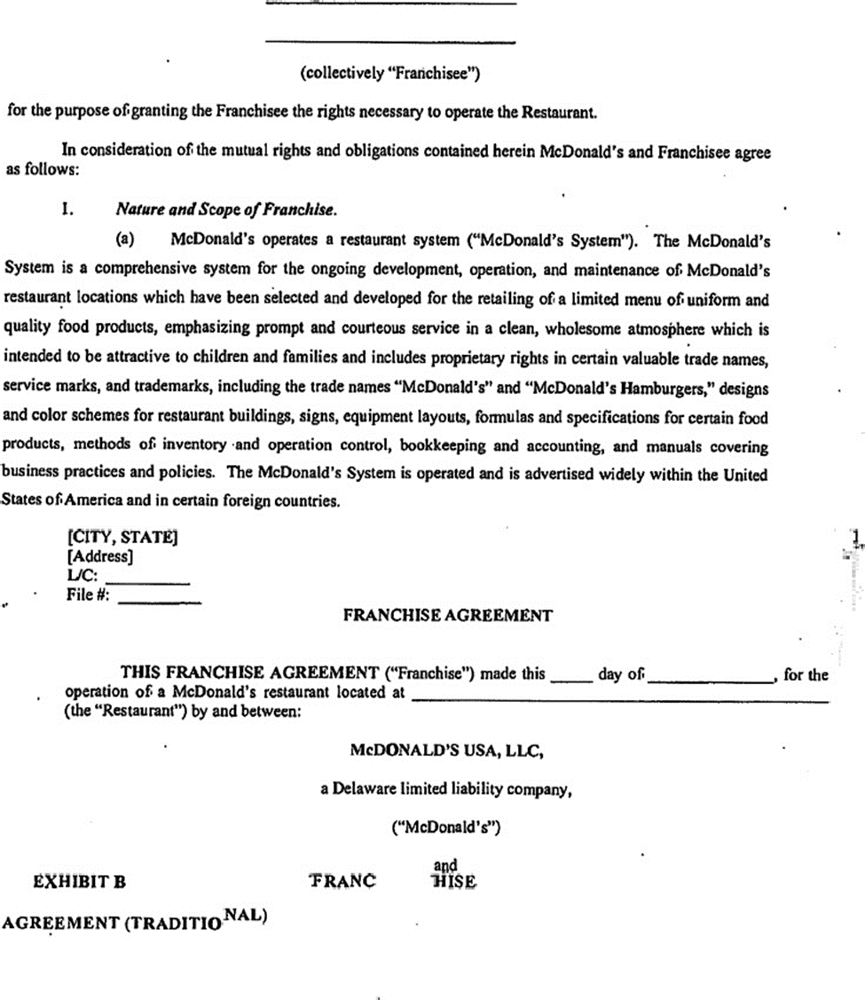 (collectively “Franchisee”)
for the purpose of granting the Franchisee the rights necessary to operate the Restaurant.
In consideration of the mutual rights and obligations contained herein McDonald’s and Franchisee agree
as follows:
I. Nature and Scope of Franchise.
(a) McDonald’s operates a restaurant system (“McDonald’s System”). The McDonald’s
System is a comprehensive system for the ongoing development, operation, and maintenance of McDonald’s
restaurant locations which have been selected and developed for the retailing of a limited menu of uniform and
quality food products, emphasizing prompt and courteous service in a clean, wholesome atmosphere which is
intended to be attractive to children and families and includes proprietary rights in certain valuable trade names,
service marks, and trademarks, including the trade names “McDonald’s” and “McDonald’s Hamburgers,” designs
and color schemes for restaurant buildings, signs, equipment layouts, formulas and specifications for certain food
products, methods of inventory and operation control, bookkeeping and accounting, and manuals covering
business practices and policies. The McDonald’s System is operated and is advertised widely within the United
States of America and in certain foreign countries.
[CITY, STATE]
[Address]
L/C: __________
File #: __________
1
FRANCHISE AGREEMENT
THIS FRANCHISE AGREEMENT (“Franchise”) made this _____ day of _______________, for the
operation of a McDonald’s restaurant located at ______________________________
(the “Restaurant”) by and between:
McDONALD’S USA, LLC,
a Delaware limited liability company,
(“McDonald’s”)
and
EXHIBIT B FRANC HISE
AGREEMENT (TRADITIONAL)